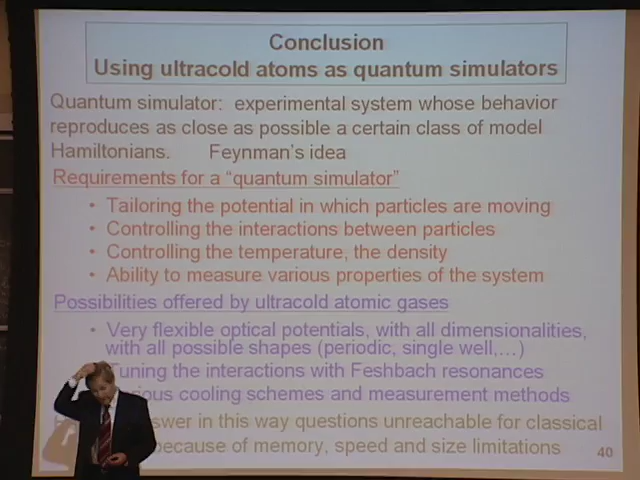 Conclusion
Using ultracold atoms as quantum simulators
Quantum simulator: experimental system whose behavior
reproduces as close as possible a certain class of model
Hamiltonians. Feynman's idea
Requirements for a "quantum simulator"
• Tailoring the potential in which particles are moving
• Controlling the interactions between particles
• Controlling the temperature, the density
• Ability to measure various properties of the system
Possibilities offered by ultracold atomic gases
• Very flexible optical potentials, with all dimensionalities,
with all possible shapes (periodic, single well,...)
Tuning the interactions with Feshbach resonances
cooling schemes and measurement methods
in this way questions unreachable for classical
because of memory, speed and size limitations
40